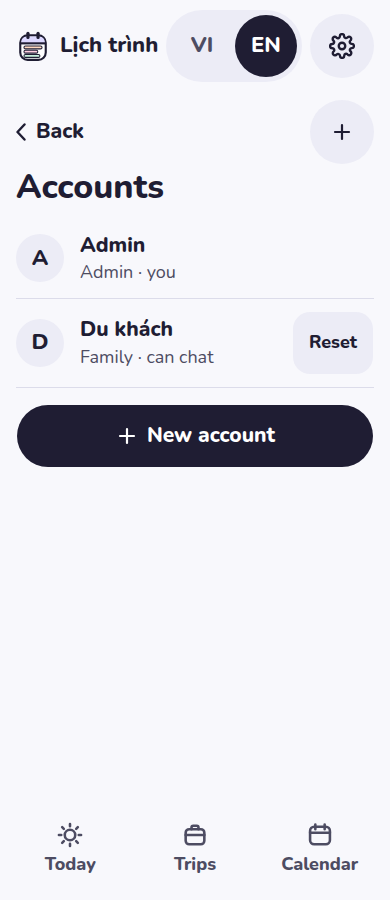 Lịch trình
VI
EN
Back
Accounts
A
Admin
Admin · you
D
Du khách
Family · can chat
Reset
New account
Today
Trips
Calendar